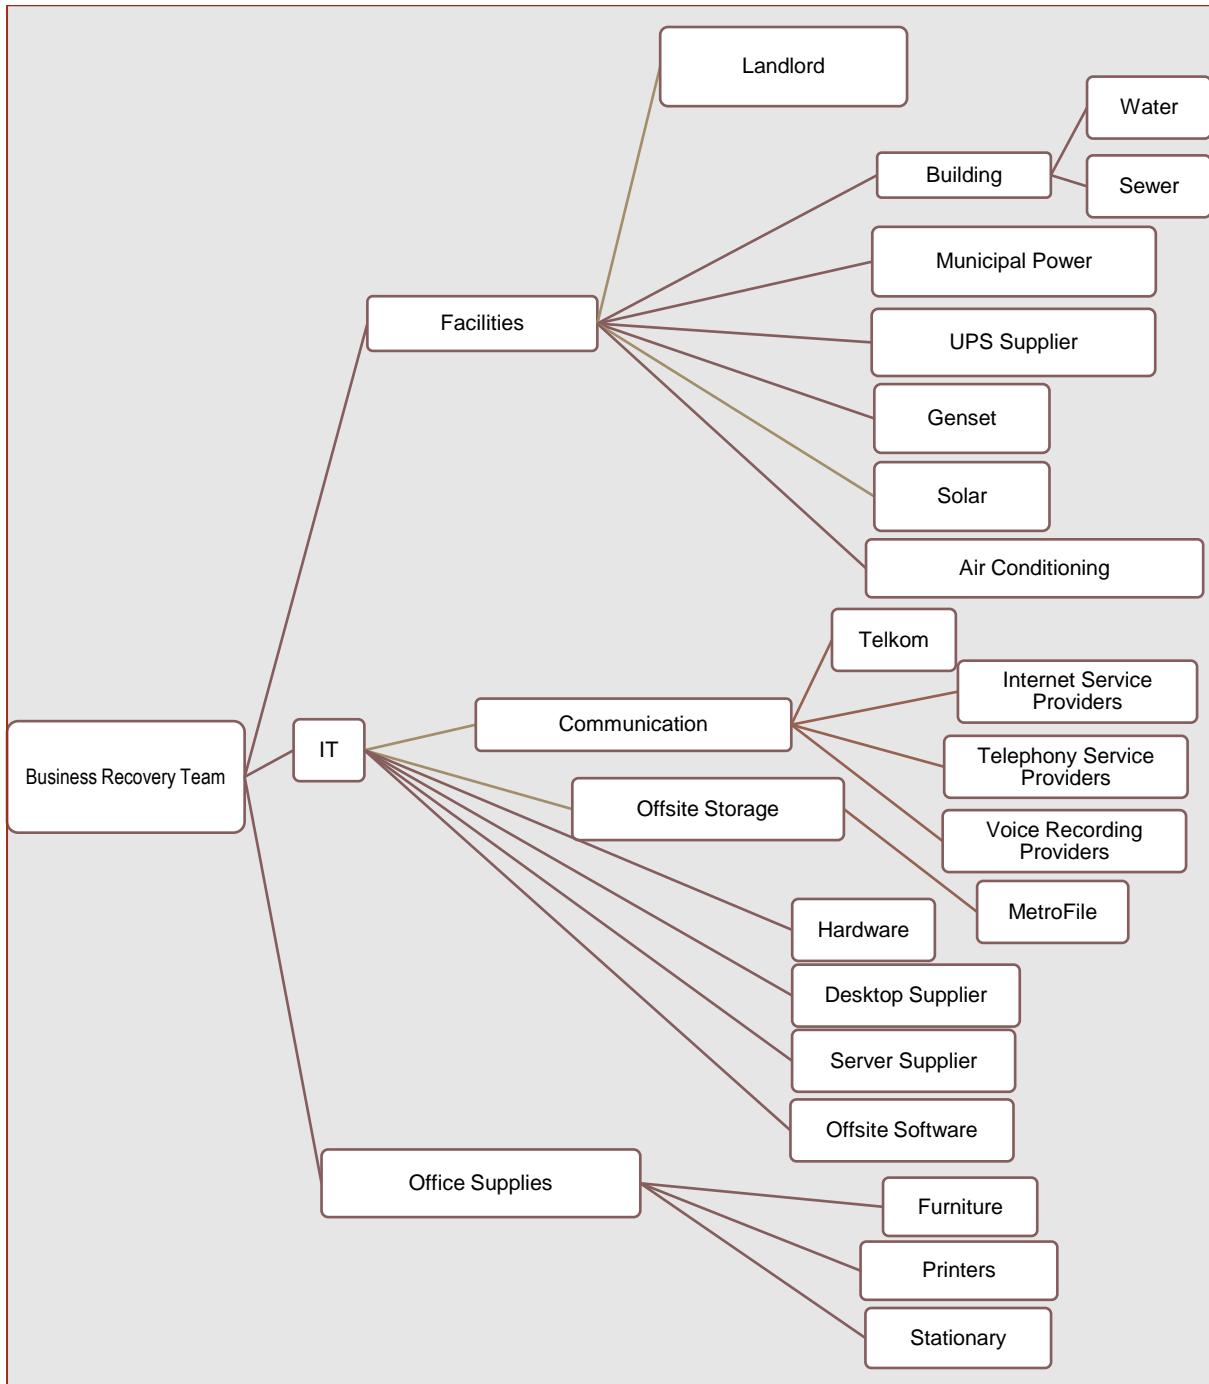 Landlord
Water
Building
Sewer
Municipal Power
Facilities
UPS Supplier
Genset
Solar
Air Conditioning
Telkom
Internet Service
Providers
Communication
IT
Business Recovery Team
Telephony Service
Providers
Offsite Storage
Voice Recording
Providers
MetroFile
Hardware
Desktop Supplier
Server Supplier
Offsite Software
Office Supplies
Furniture
Printers
Stationary